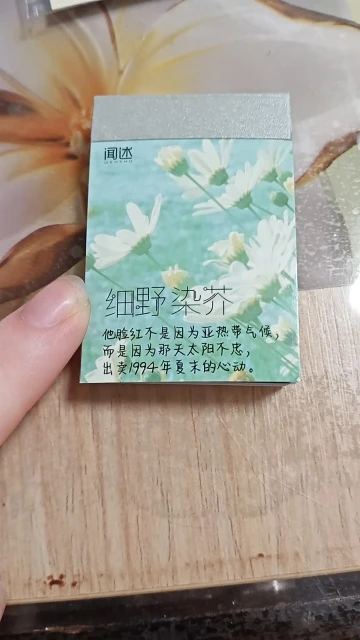 闻述
细野染芥
他脸红不是因为亚热带气候，
而是因为那天太阳不忠，
出卖1994年夏末的心动。